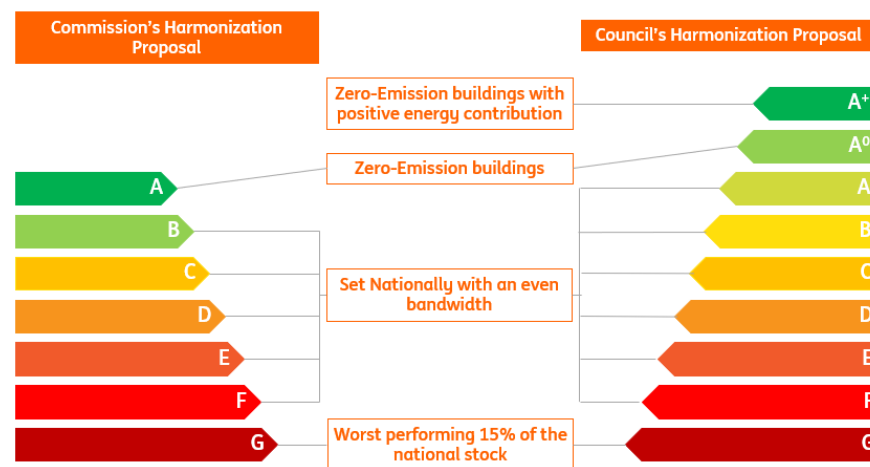 Commission's Harmonization
Proposal
Council's Harmonization Proposal
Zero-Emission buildings with
positive energy contribution
Zero-Emission buildings
Set Nationally with an even
bandwidth
Worst performing 15% of the
national stock
A
B
C
D
E
F
G
A⁺
A⁰
A
B
C
D
E
F
G